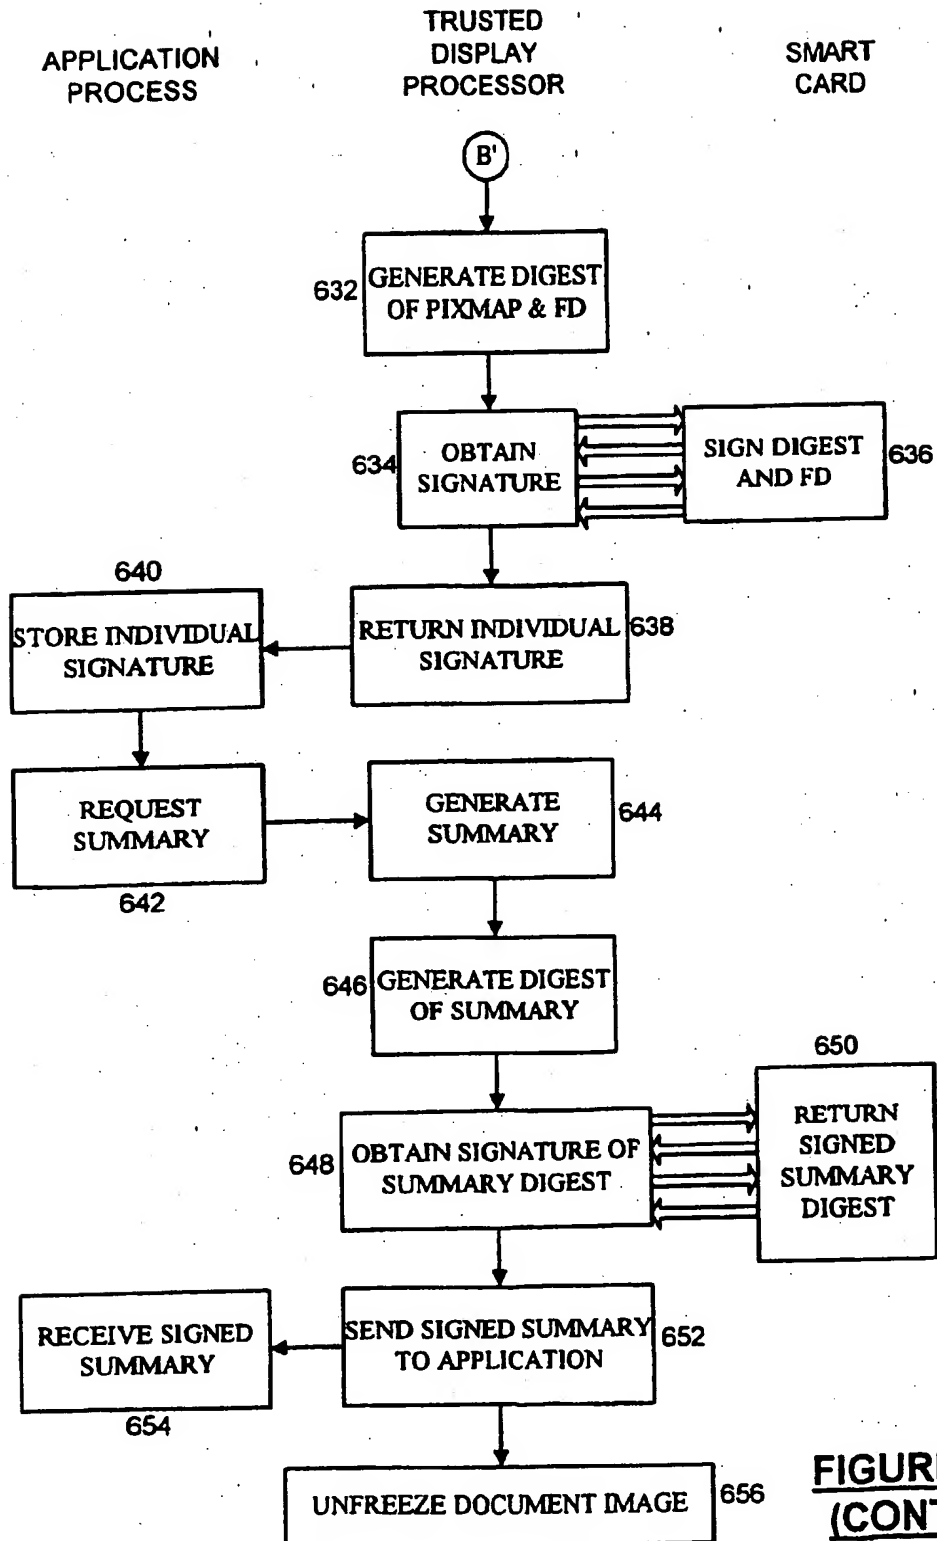 APPLICATION
PROCESS
TRUSTED
DISPLAY
PROCESSOR
SMART
CARD
B'
632
GENERATE DIGEST
OF PIXMAP & FD
634
OBTAIN
SIGNATURE
SIGN DIGEST
AND FD
636
640
STORE INDIVIDUAL
SIGNATURE
RETURN INDIVIDUAL
SIGNATURE
638
REQUEST
SUMMARY
642
GENERATE
SUMMARY
644
646
GENERATE DIGEST
OF SUMMARY
650
648
OBTAIN SIGNATURE OF
SUMMARY DIGEST
RETURN
SIGNED
SUMMARY
DIGEST
RECEIVE SIGNED
SUMMARY
654
SEND SIGNED SUMMARY
TO APPLICATION
652
UNFREEZE DOCUMENT IMAGE
656
FIGUR
(CONT